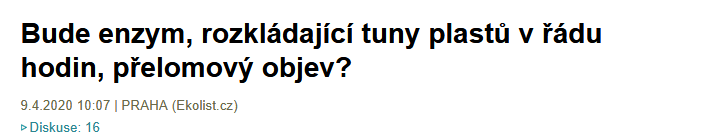 Bude enzym, rozkládající tuny plastů v řádu
hodin, přelomový objev?
9.4.2020 10:07 | PRAHA (Ekolist.cz)
Diskuse: 16